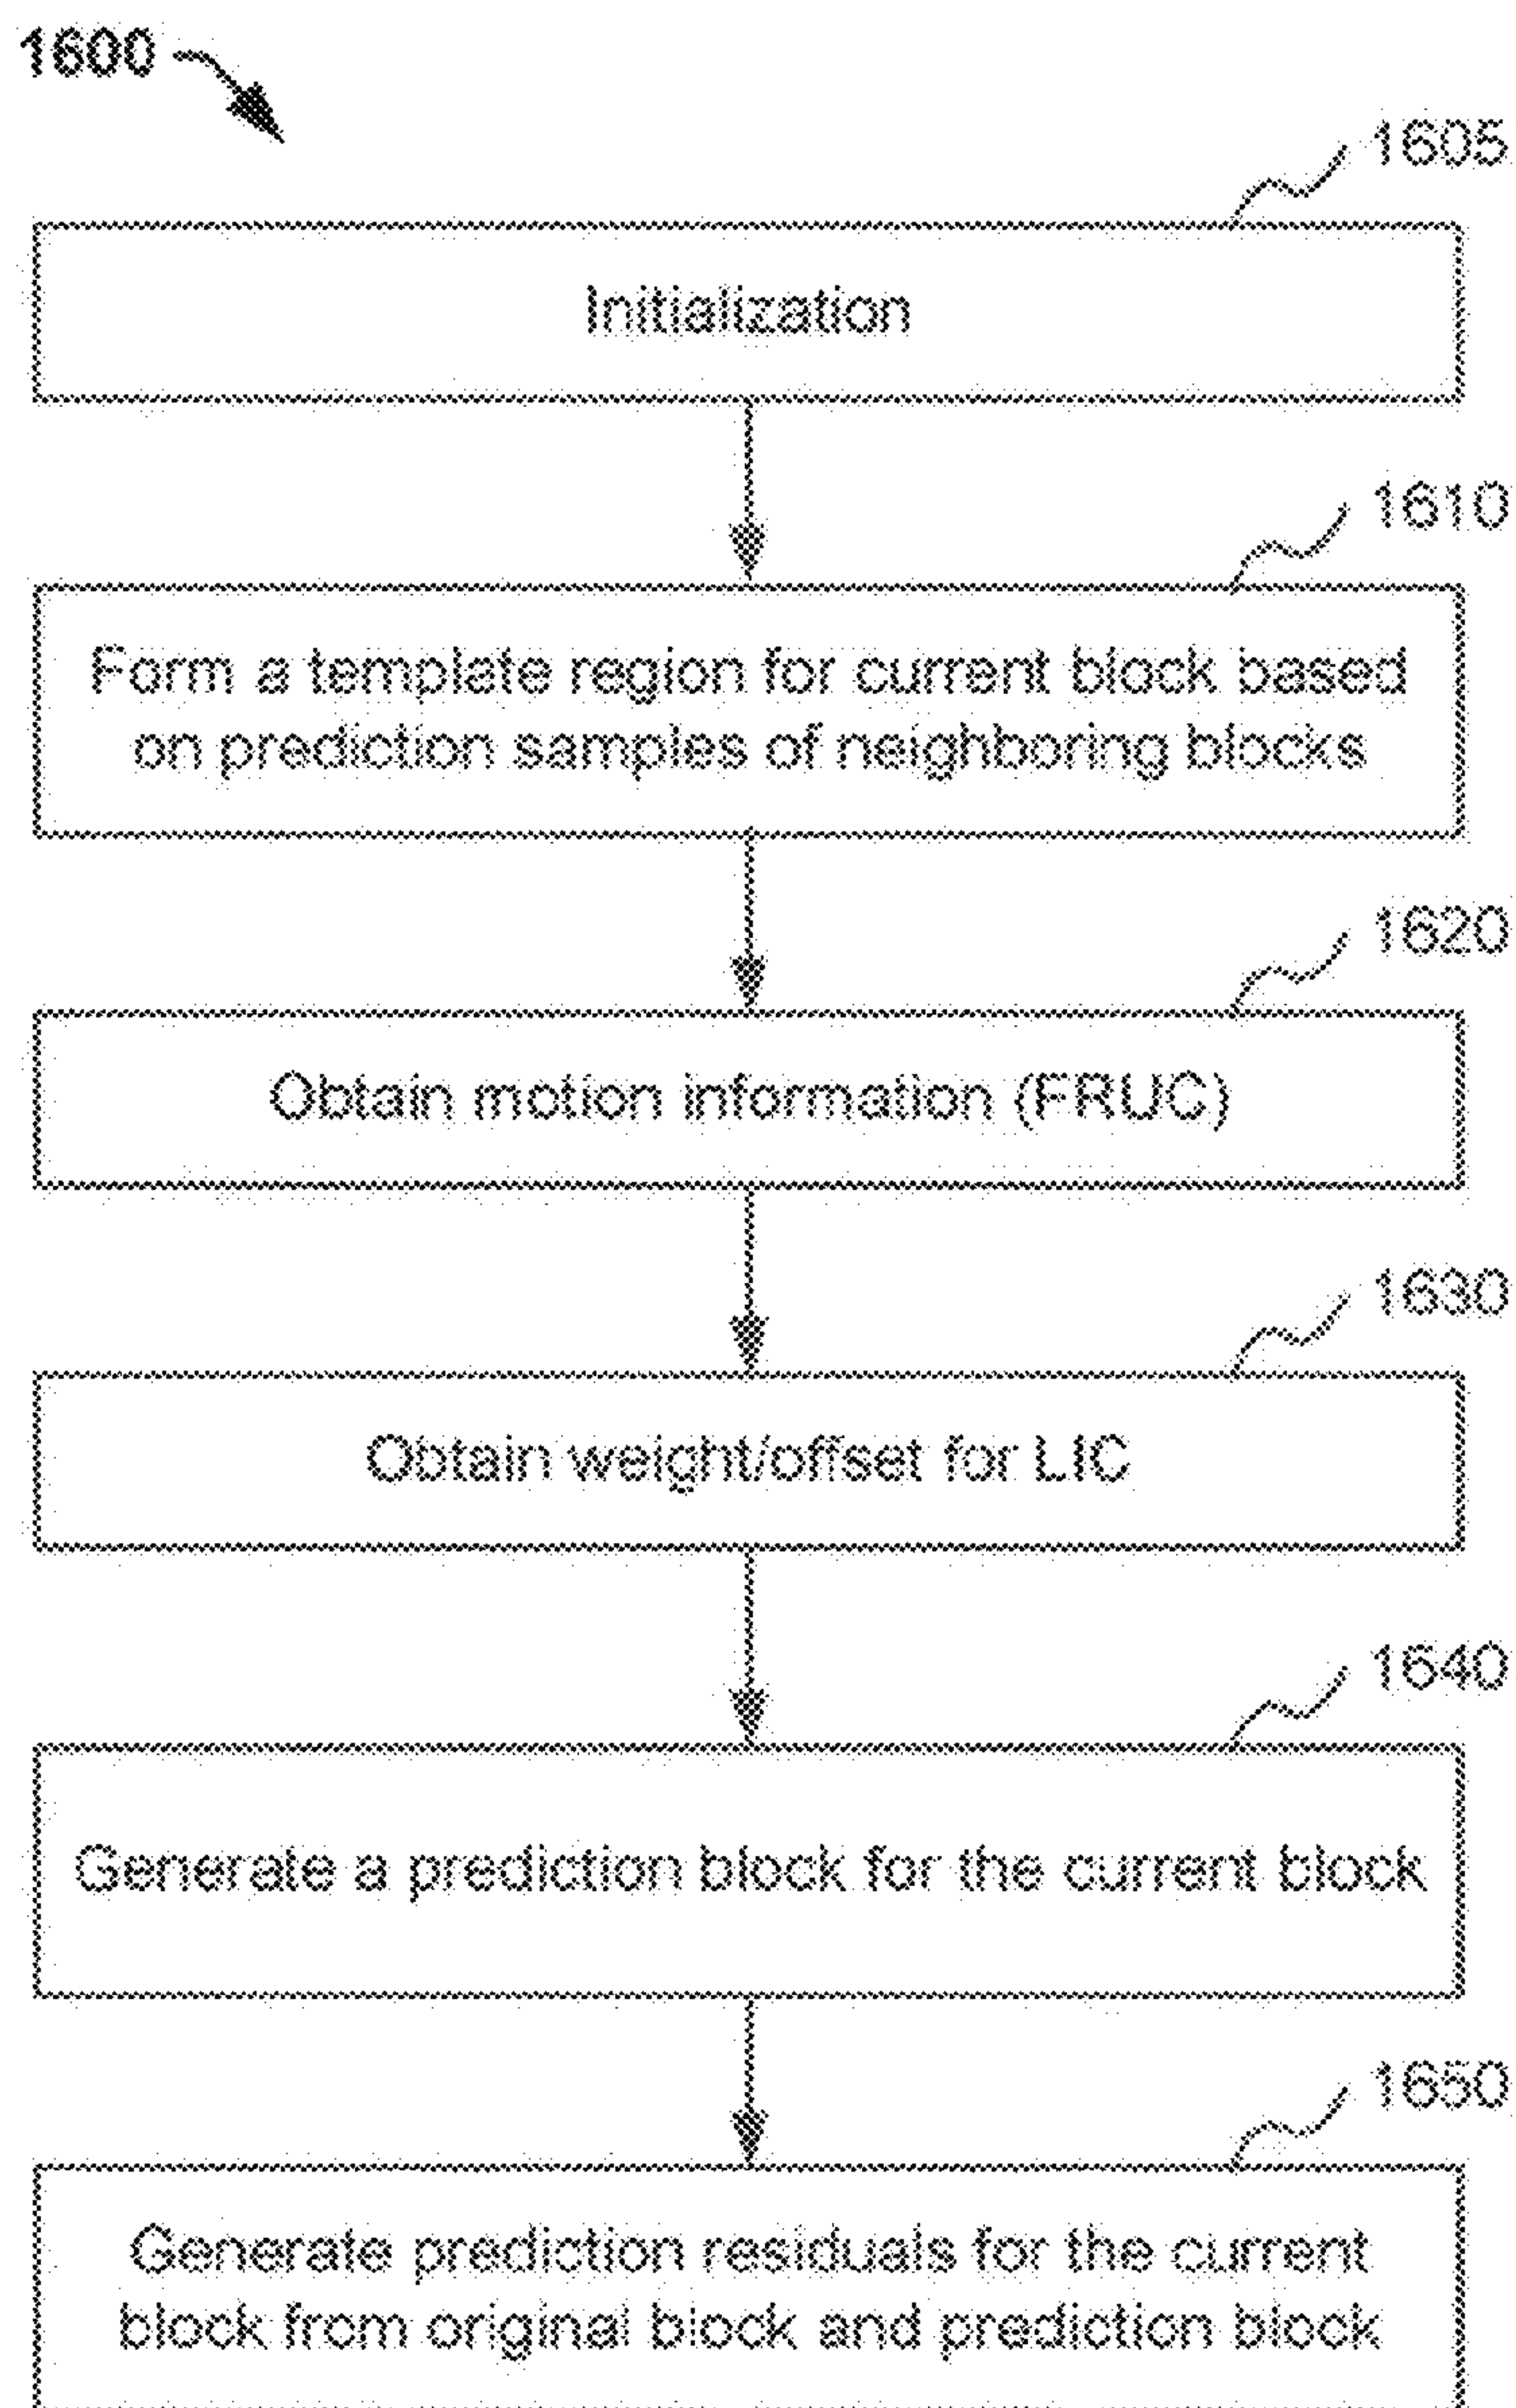 1600
1605
Initialization
1610
Form a template region for current block based
on prediction samples of neighboring blocks
1620
Obtain motion information (FRUC)
1630
Obtain weight/offset for LIC
1640
Generate a prediction block for the current block
1650
Generate prediction residuals for the current
block from original block and prediction block